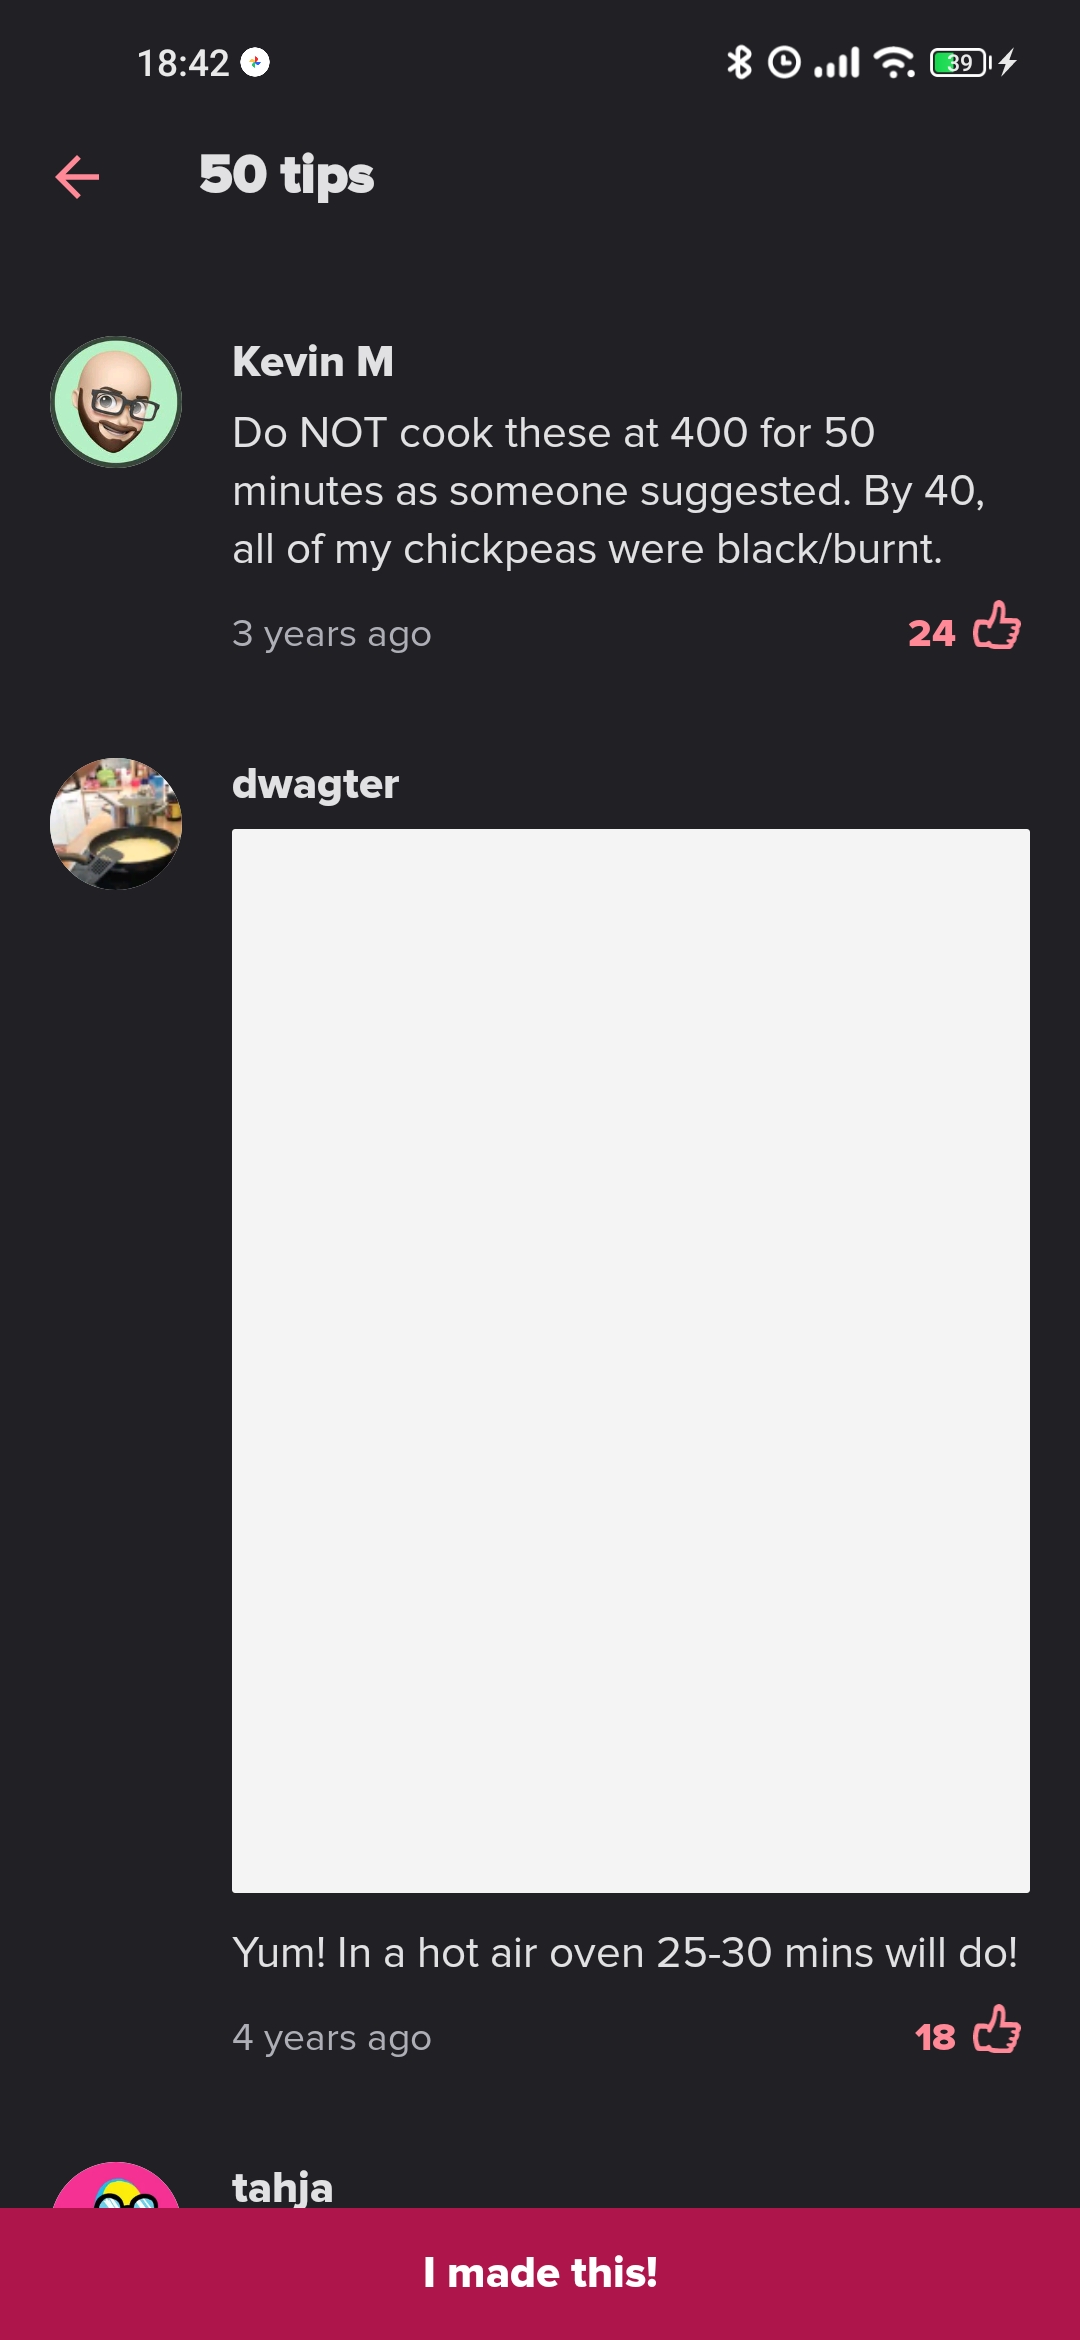 18:42
39
50 tips
Kevin M
Do NOT cook these at 400 for 50
minutes as someone suggested. By 40,
all of my chickpeas were black/burnt.
3 years ago
24
dwagter
Yum! In a hot air oven 25-30 mins will do!
4 years ago
18
tahja
I made this!